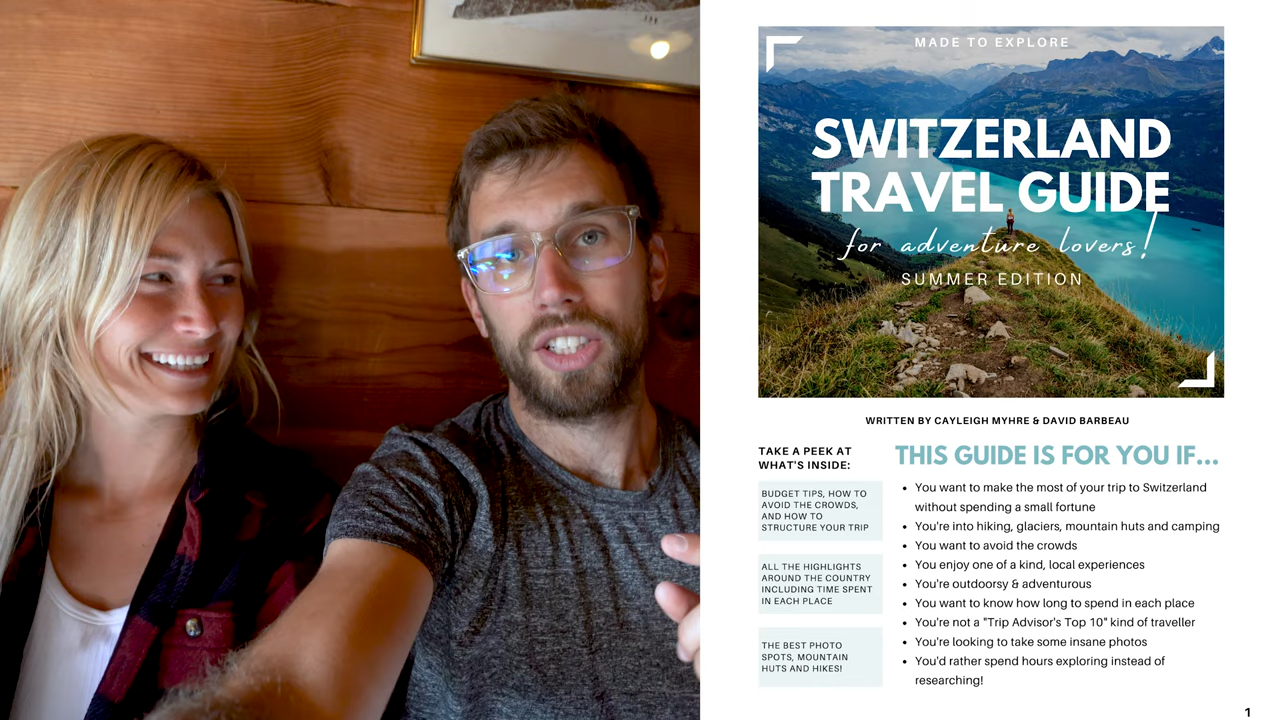 MADE TO EXPLORE
SWITZERLAND
TRAVEL GUIDE
for adventure lovers!
SUMMER EDITION
WRITTEN BY CAYLEIGH MYHRE & DAVID BARBEAU
TAKE A PEEK AT
WHAT'S INSIDE:
BUDGET TIPS, HOW TO
AVOID THE CROWDS,
AND HOW TO
STRUCTURE YOUR TRIP
ALL THE HIGHLIGHTS
AROUND THE COUNTRY
INCLUDING TIME SPENT
IN EACH PLACE
THE BEST PHOTO
SPOTS, MOUNTAIN
HUTS AND HIKES!
THIS GUIDE IS FOR YOU IF...
• You want to make the most of your trip to Switzerland
without spending a small fortune
• You're into hiking, glaciers, mountain huts and camping
• You want to avoid the crowds
• You enjoy one of a kind, local experiences
• You're outdoorsy & adventurous
• You want to know how long to spend in each place
• You're not a "Trip Advisor's Top 10" kind of traveller
• You're looking to take some insane photos
• You'd rather spend hours exploring instead of
researching!
1